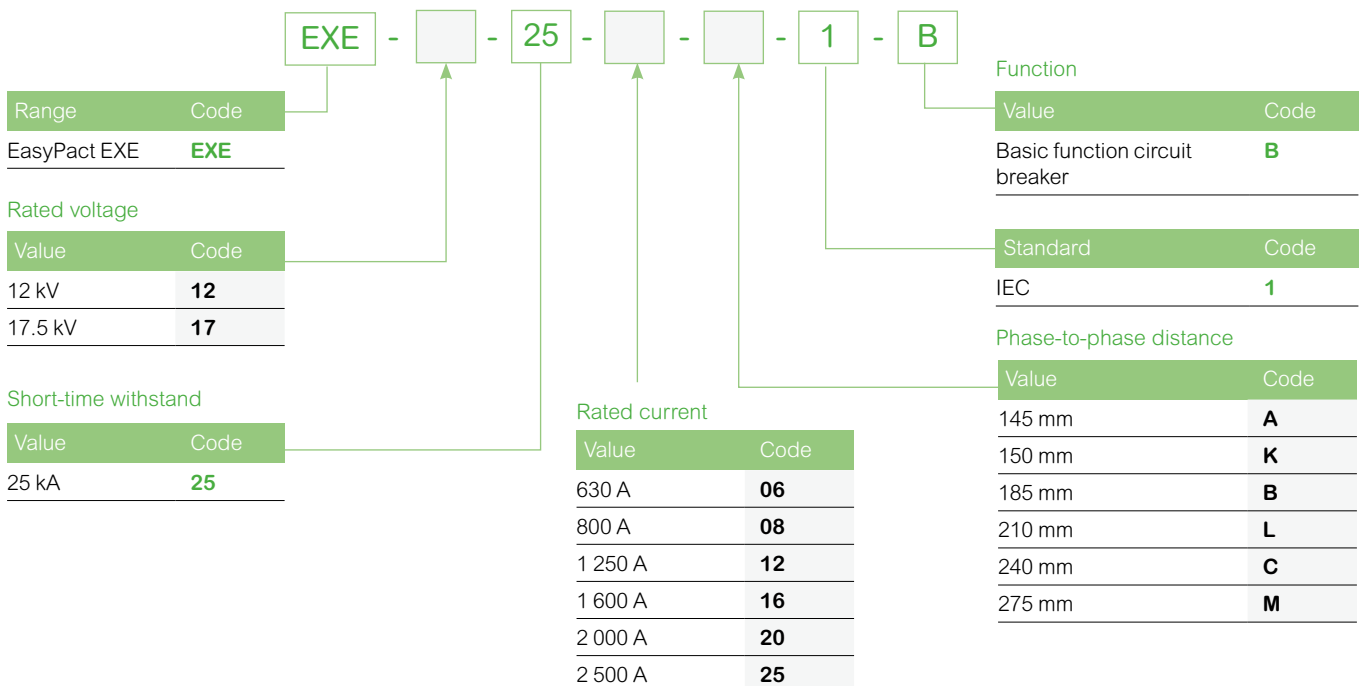 EXE - - 25 - - - 1 - B
Range Code
EasyPact EXE EXE
Rated voltage
Value Code
12 kV 12
17.5 kV 17
Short-time withstand
Value Code
25 kA 25
Rated current
Value Code
630 A 06
800 A 08
1 250 A 12
1 600 A 16
2 000 A 20
2 500 A 25
Function
Value Code
Basic function circuit B
breaker
Standard Code
IEC 1
Phase-to-phase distance
Value Code
145 mm A
150 mm K
185 mm B
210 mm L
240 mm C
275 mm M